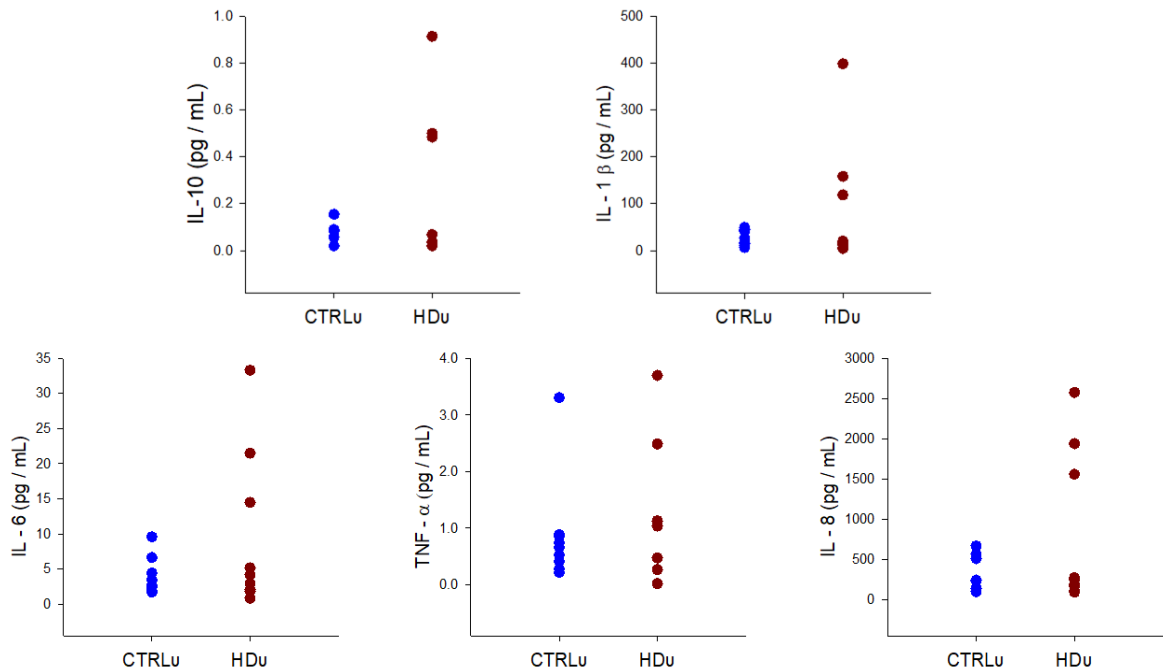 IL-10 (pg / mL)
1.0
0.8
0.6
0.4
0.2
0.0
CTRLu
HDu
IL - 1 β (pg / mL)
500
400
300
200
100
0
CTRLu
HDu
IL - 6 (pg / mL)
35
30
25
20
15
10
5
0
CTRLu
HDu
TNF - α (pg / mL)
4.0
3.0
2.0
1.0
0.0
CTRLu
HDu
IL - 8 (pg / mL)
3000
2500
2000
1500
1000
500
0
CTRLu
HDu